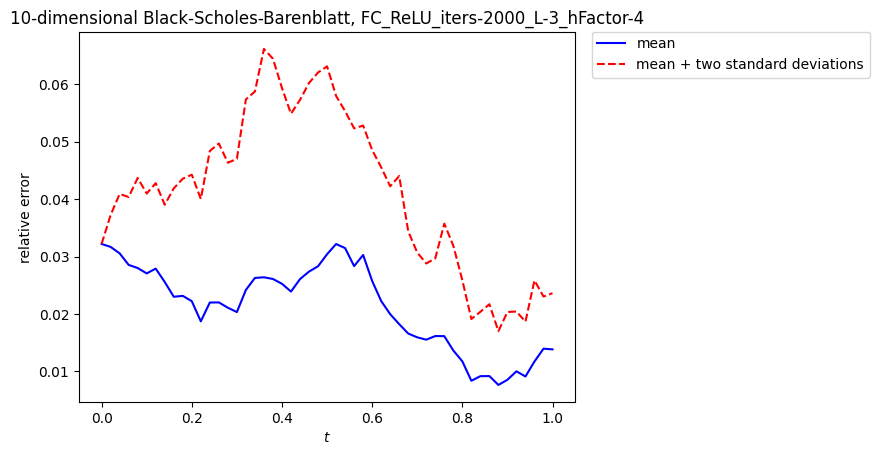 10-dimensional Black-Scholes-Barenblatt, FC_ReLU_iters-2000_L-3_hFactor-4
mean
mean + two standard deviations
relative error
0.06
0.05
0.04
0.03
0.02
0.01
0.0 0.2 0.4 0.6 0.8 1.0
t